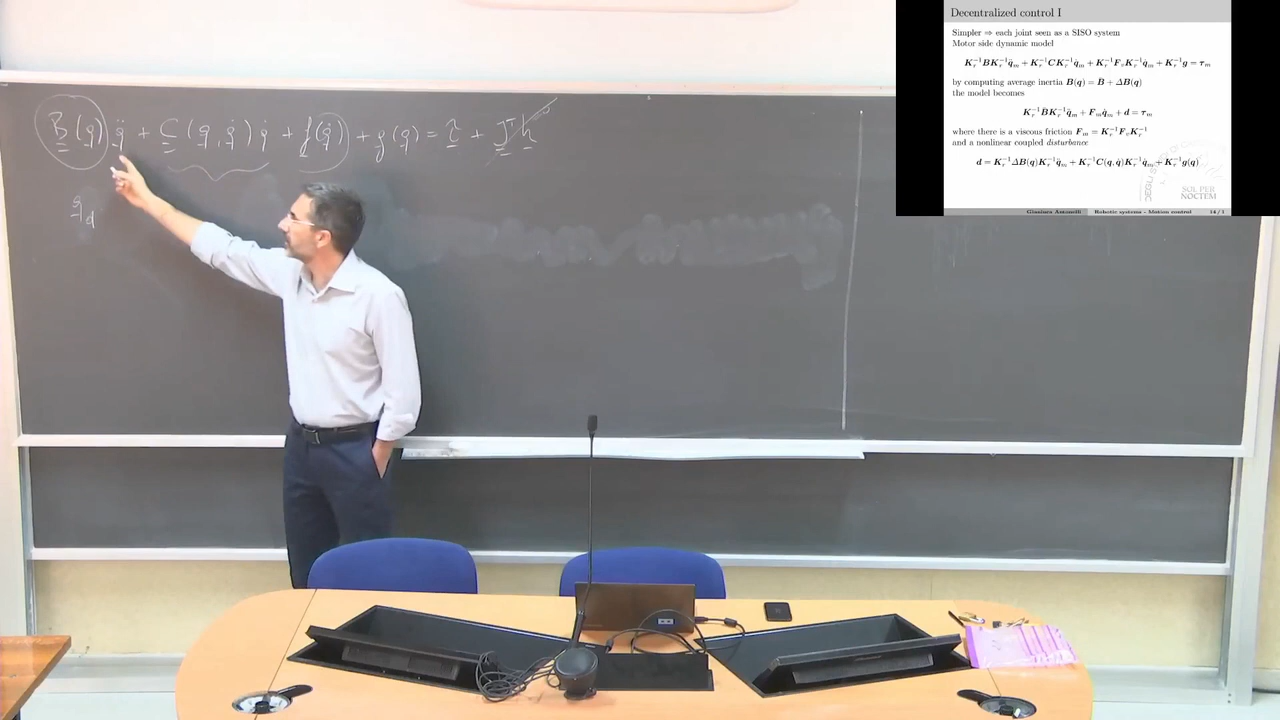 B(q) q̈ + C(q, q̇) q̇ + f(q̇) + g(q) = τ + Jᵀh
q_d
Decentralized control I
Simpler ⇒ each joint seen as a SISO system
Motor side dynamic model
K_r⁻¹BK_r⁻¹q̈_m + K_r⁻¹CK_r⁻¹q̇_m + K_r⁻¹F_vK_r⁻¹q̇_m + K_r⁻¹g = τ_m
by computing average inertia B(q) = B̄ + ΔB(q)
the model becomes
K_r⁻¹B̄K_r⁻¹q̈_m + F_mq̇_m + d = τ_m
where there is a viscous friction F_m = K_r⁻¹F_vK_r⁻¹
and a nonlinear coupled disturbance
d = K_r⁻¹ΔB(q)K_r⁻¹q̈_m + K_r⁻¹C(q,q̇)K_r⁻¹q̇_m + K_r⁻¹g(q)
DEGLI S
SOL PER
NOCTEM
Gianluca Antonelli Robotic systems - Motion control 14 / 1